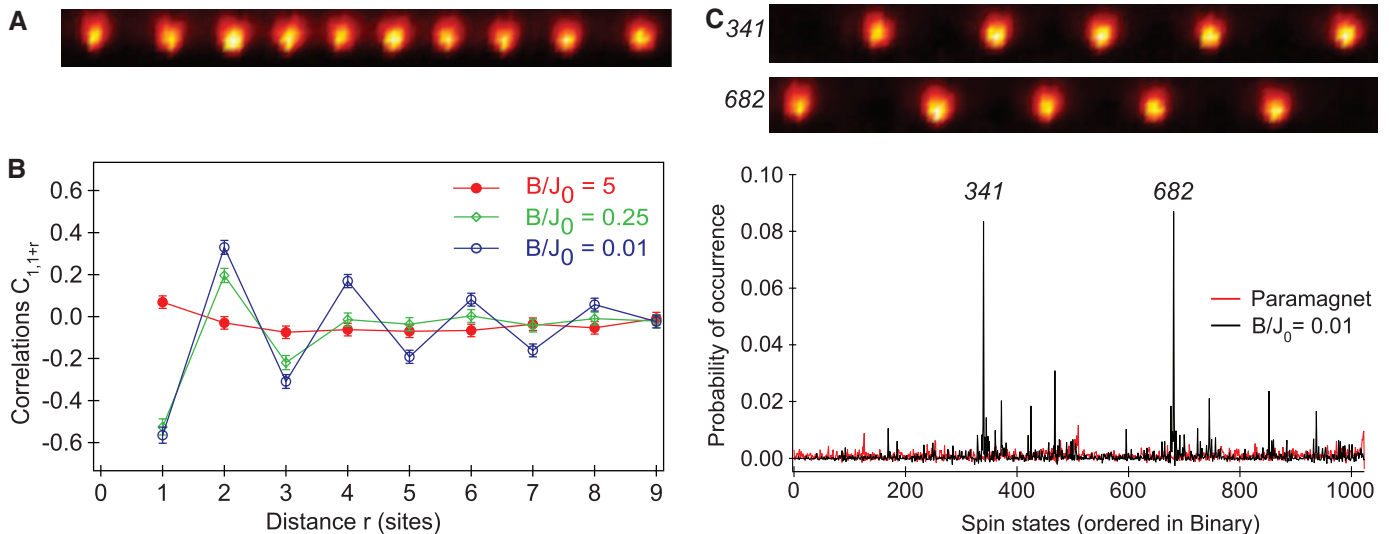 A
B
Correlations C1,1+r
0.6
0.4
0.2
0.0
-0.2
-0.4
-0.6
B/J0 = 5
B/J0 = 0.25
B/J0 = 0.01
0 1 2 3 4 5 6 7 8 9
Distance r (sites)
C
341
682
Probability of occurrence
0.10
0.08
0.06
0.04
0.02
0.00
341 682
Paramagnet
B/J0= 0.01
0 200 400 600 800 1000
Spin states (ordered in Binary)